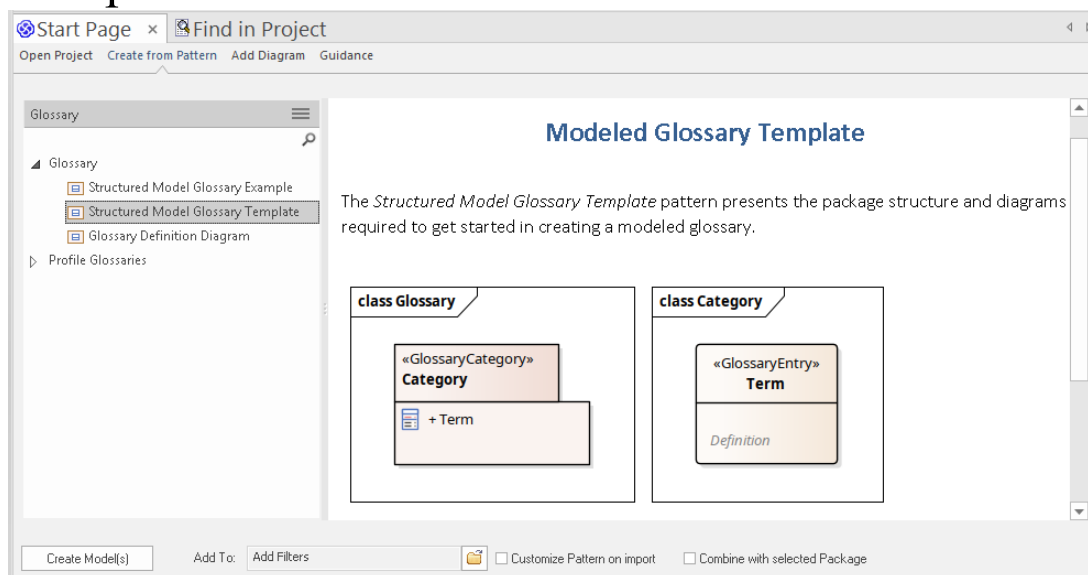 Start Page × Find in Project
Open Project Create from Pattern Add Diagram Guidance
Glossary
Glossary
Structured Model Glossary Example
Structured Model Glossary Template
Glossary Definition Diagram
Profile Glossaries
Modeled Glossary Template
The Structured Model Glossary Template pattern presents the package structure and diagrams
required to get started in creating a modeled glossary.
class Glossary
«GlossaryCategory»
Category
+ Term
class Category
«GlossaryEntry»
Term
Definition
Create Model(s) Add To: Add Filters Customize Pattern on import Combine with selected Package